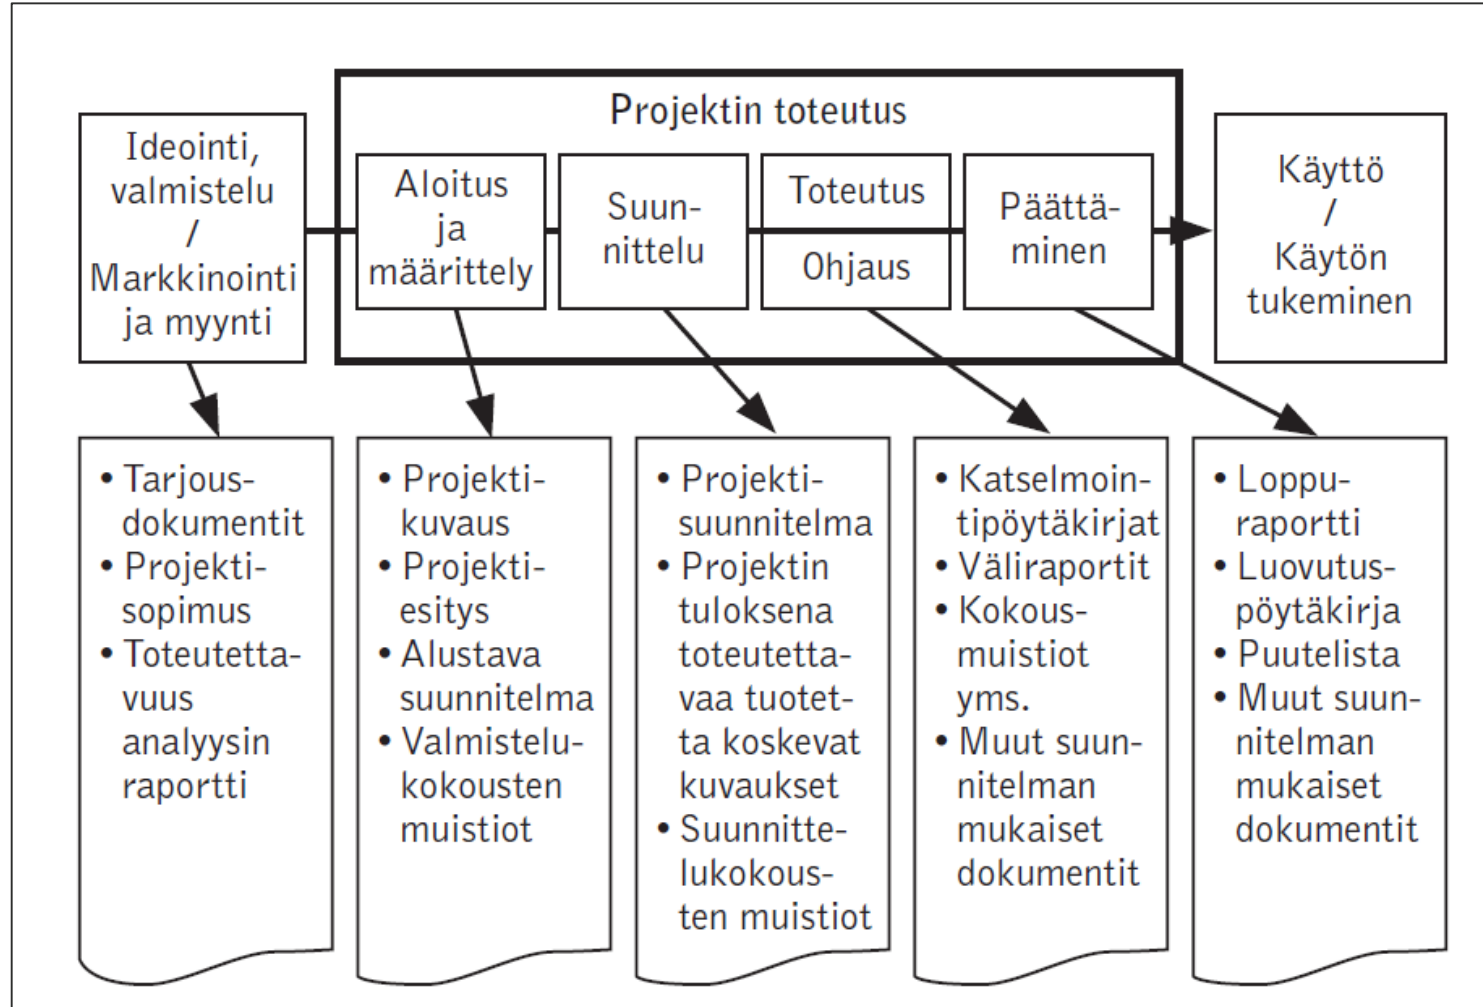 Projektin toteutus
Ideointi,
valmistelu
/
Markkinointi
ja myynti
Aloitus
ja
määrittely
Suun-
nittelu
Toteutus
Ohjaus
Päättä-
minen
Käyttö
/
Käytön
tukeminen
• Tarjous-
dokumentit
• Projekti-
sopimus
• Toteutetta-
vuus
analyysin
raportti
• Projekti-
kuvaus
• Projekti-
esitys
• Alustava
suunnitelma
• Valmistelu-
kokousten
muistiot
• Projekti-
suunnitelma
• Projektin
tuloksena
toteutetta-
vaa tuotet-
ta koskevat
kuvaukset
• Suunnitte-
lukokous-
ten muistiot
• Katselmoin-
tipöytäkirjat
• Väliraportit
• Kokous-
muistiot
yms.
• Muut suun-
nitelman
mukaiset
dokumentit
• Loppu-
raportti
• Luovutus-
pöytäkirja
• Puutelista
• Muut suun-
nitelman
mukaiset
dokumentit